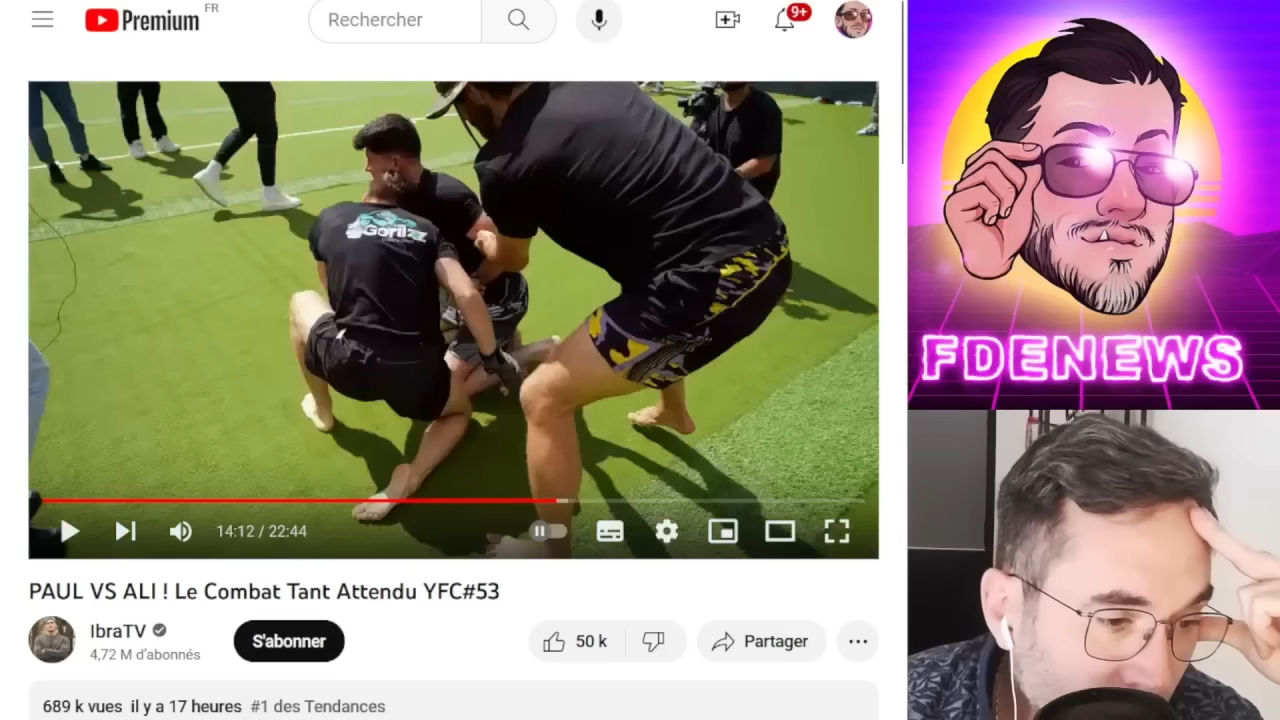 Premium FR
Rechercher
9+
Gorillz
14:12 / 22:44
PAUL VS ALI ! Le Combat Tant Attendu YFC#53
IbraTV
4,72 M d'abonnés
S'abonner
50 k
Partager
689 k vues il y a 17 heures #1 des Tendances
FDENEWS